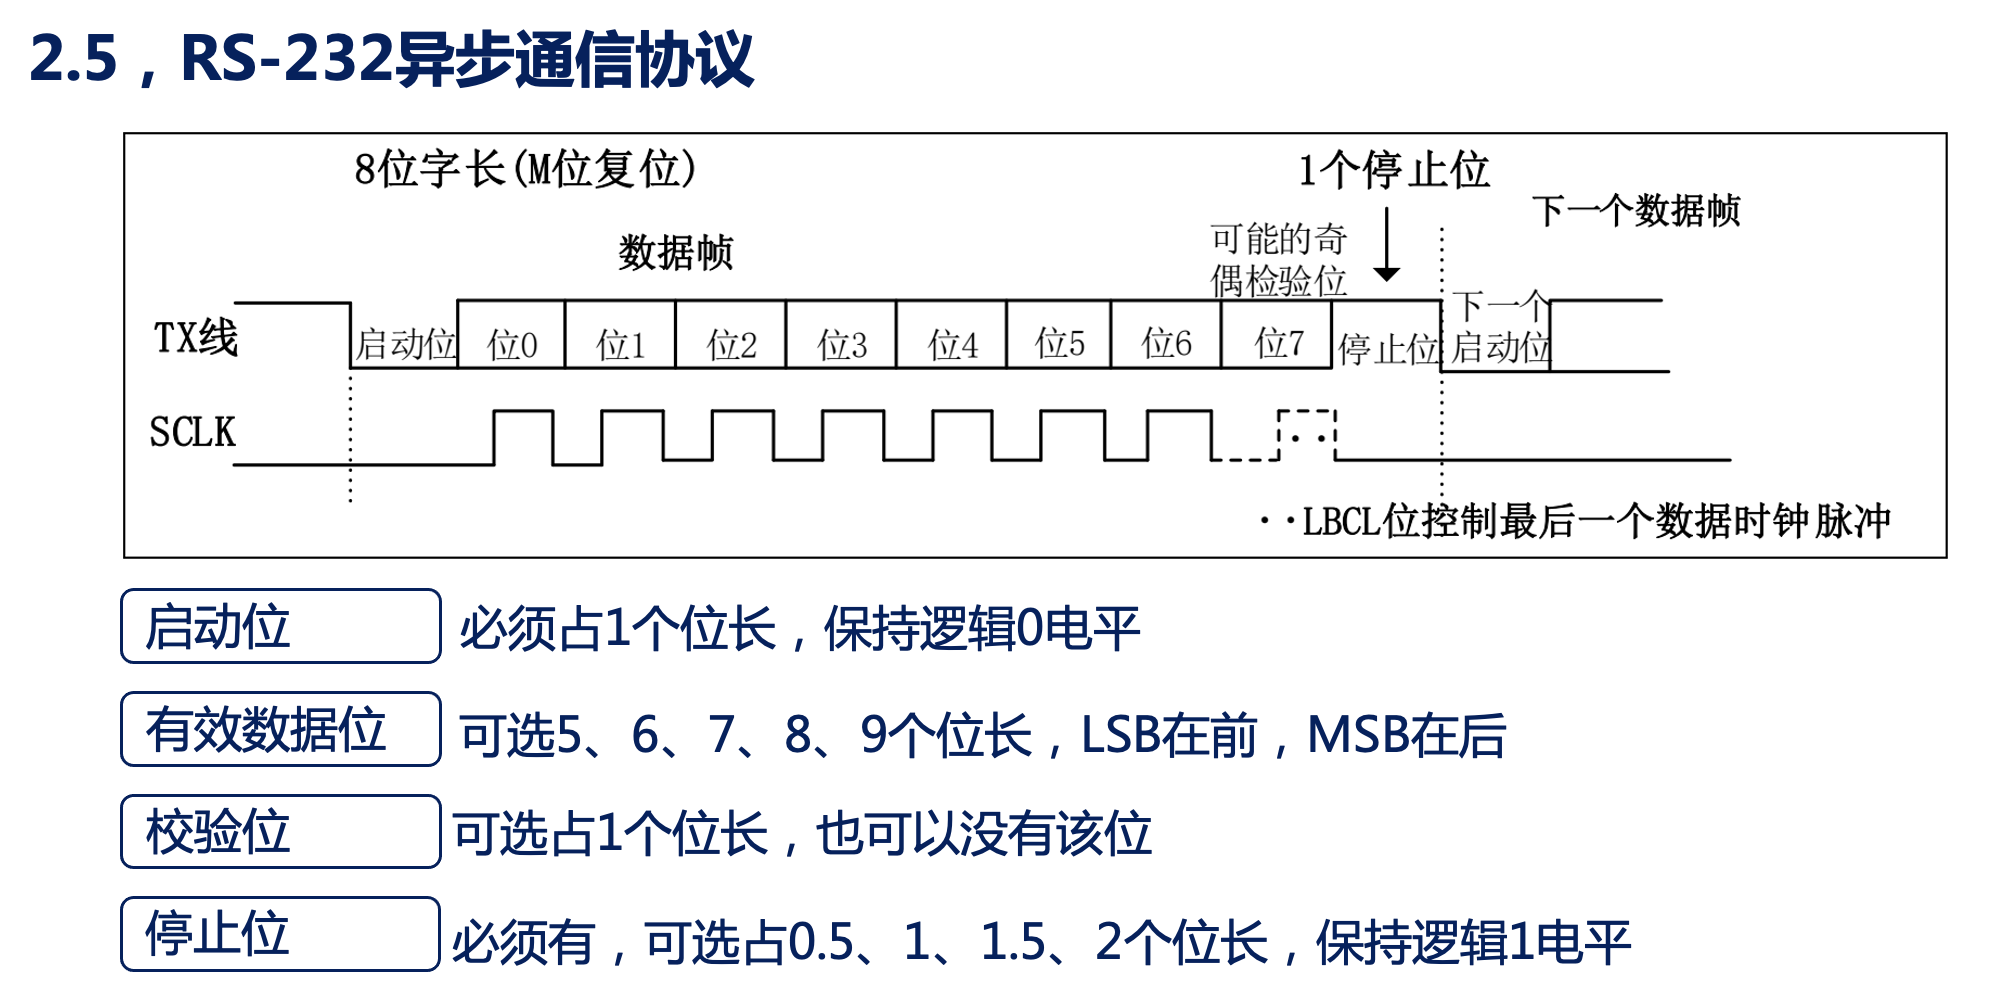 2.5，RS-232异步通信协议
8位字长(M位复位)
1个停止位
下一个数据帧
数据帧
可能的奇
偶检验位
TX线
启动位
位0
位1
位2
位3
位4
位5
位6
位7
停止位
下一个
启动位
SCLK
··LBCL位控制最后一个数据时钟脉冲
启动位
必须占1个位长，保持逻辑0电平
有效数据位
可选5、6、7、8、9个位长，LSB在前，MSB在后
校验位
可选占1个位长，也可以没有该位
停止位
必须有，可选占0.5、1、1.5、2个位长，保持逻辑1电平